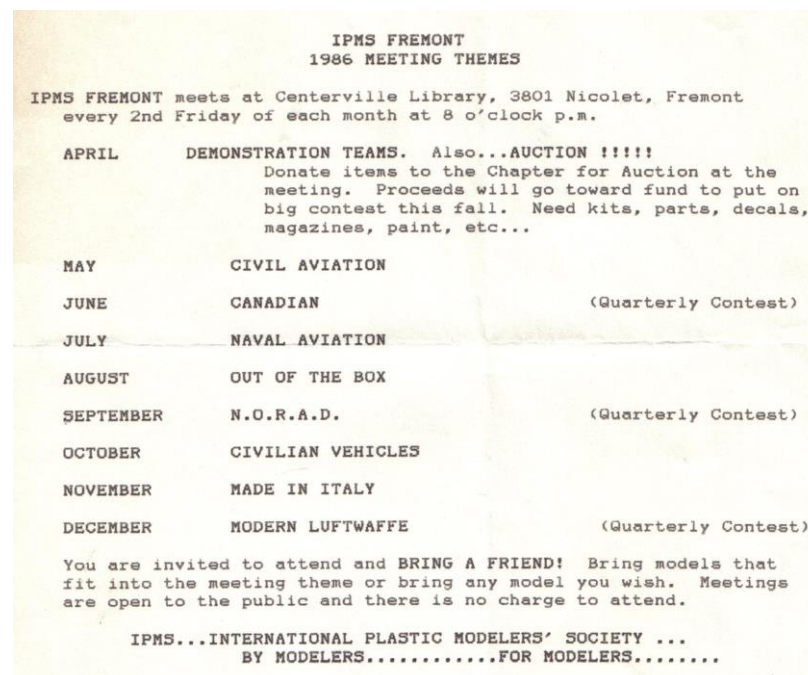 IPMS FREMONT
1986 MEETING THEMES
IPMS FREMONT meets at Centerville Library, 3801 Nicolet, Fremont
every 2nd Friday of each month at 8 o'clock p.m.
APRIL DEMONSTRATION TEAMS. Also...AUCTION !!!!!
Donate items to the Chapter for Auction at the
meeting. Proceeds will go toward fund to put on
big contest this fall. Need kits, parts, decals,
magazines, paint, etc...
MAY CIVIL AVIATION
JUNE CANADIAN (Quarterly Contest)
JULY NAVAL AVIATION
AUGUST OUT OF THE BOX
SEPTEMBER N.O.R.A.D. (Quarterly Contest)
OCTOBER CIVILIAN VEHICLES
NOVEMBER MADE IN ITALY
DECEMBER MODERN LUFTWAFFE (Quarterly Contest)
You are invited to attend and BRING A FRIEND! Bring models that
fit into the meeting theme or bring any model you wish. Meetings
are open to the public and there is no charge to attend.
IPMS...INTERNATIONAL PLASTIC MODELERS' SOCIETY ...
BY MODELERS............FOR MODELERS........